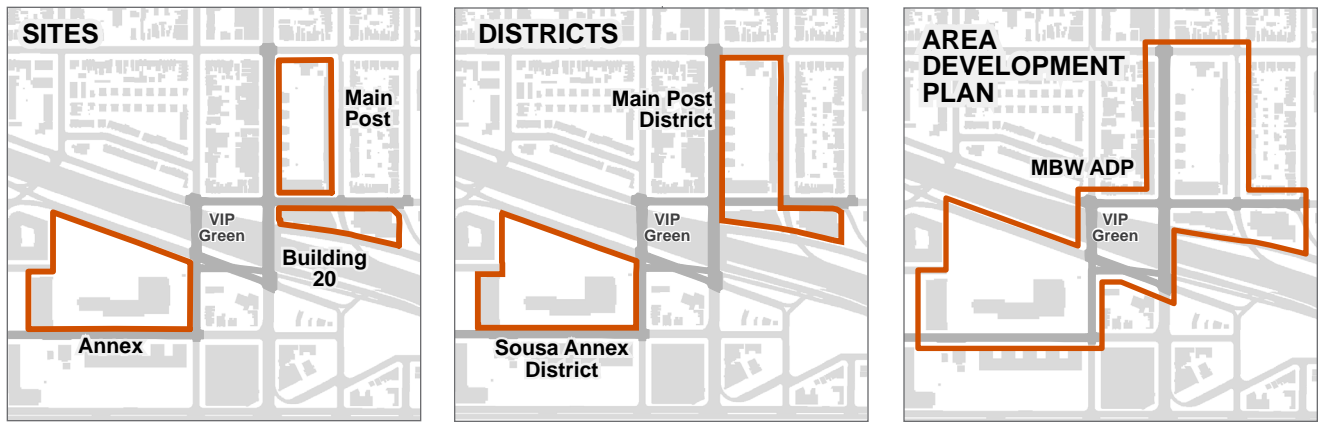 SITES
Main
Post
VIP
Green
Building
20
Annex
DISTRICTS
Main Post
District
VIP
Green
Sousa Annex
District
AREA
DEVELOPMENT
PLAN
MBW ADP
VIP
Green